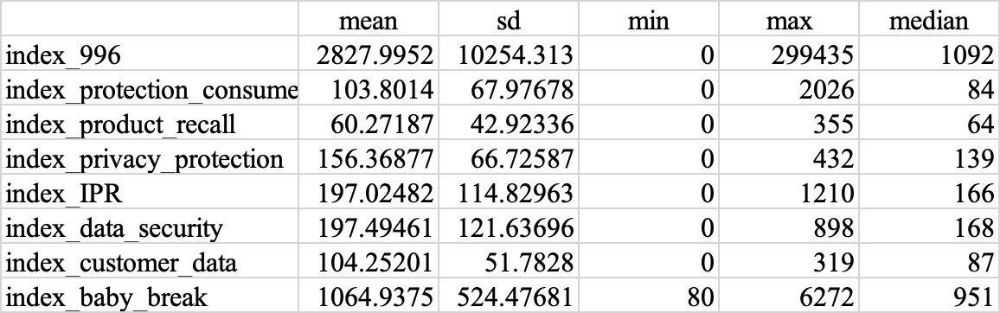 mean sd min max median
index_996 2827.9952 10254.313 0 299435 1092
index_protection_consume 103.8014 67.97678 0 2026 84
index_product_recall 60.27187 42.92336 0 355 64
index_privacy_protection 156.36877 66.72587 0 432 139
index_IPR 197.02482 114.82963 0 1210 166
index_data_security 197.49461 121.63696 0 898 168
index_customer_data 104.25201 51.7828 0 319 87
index_baby_break 1064.9375 524.47681 80 6272 951